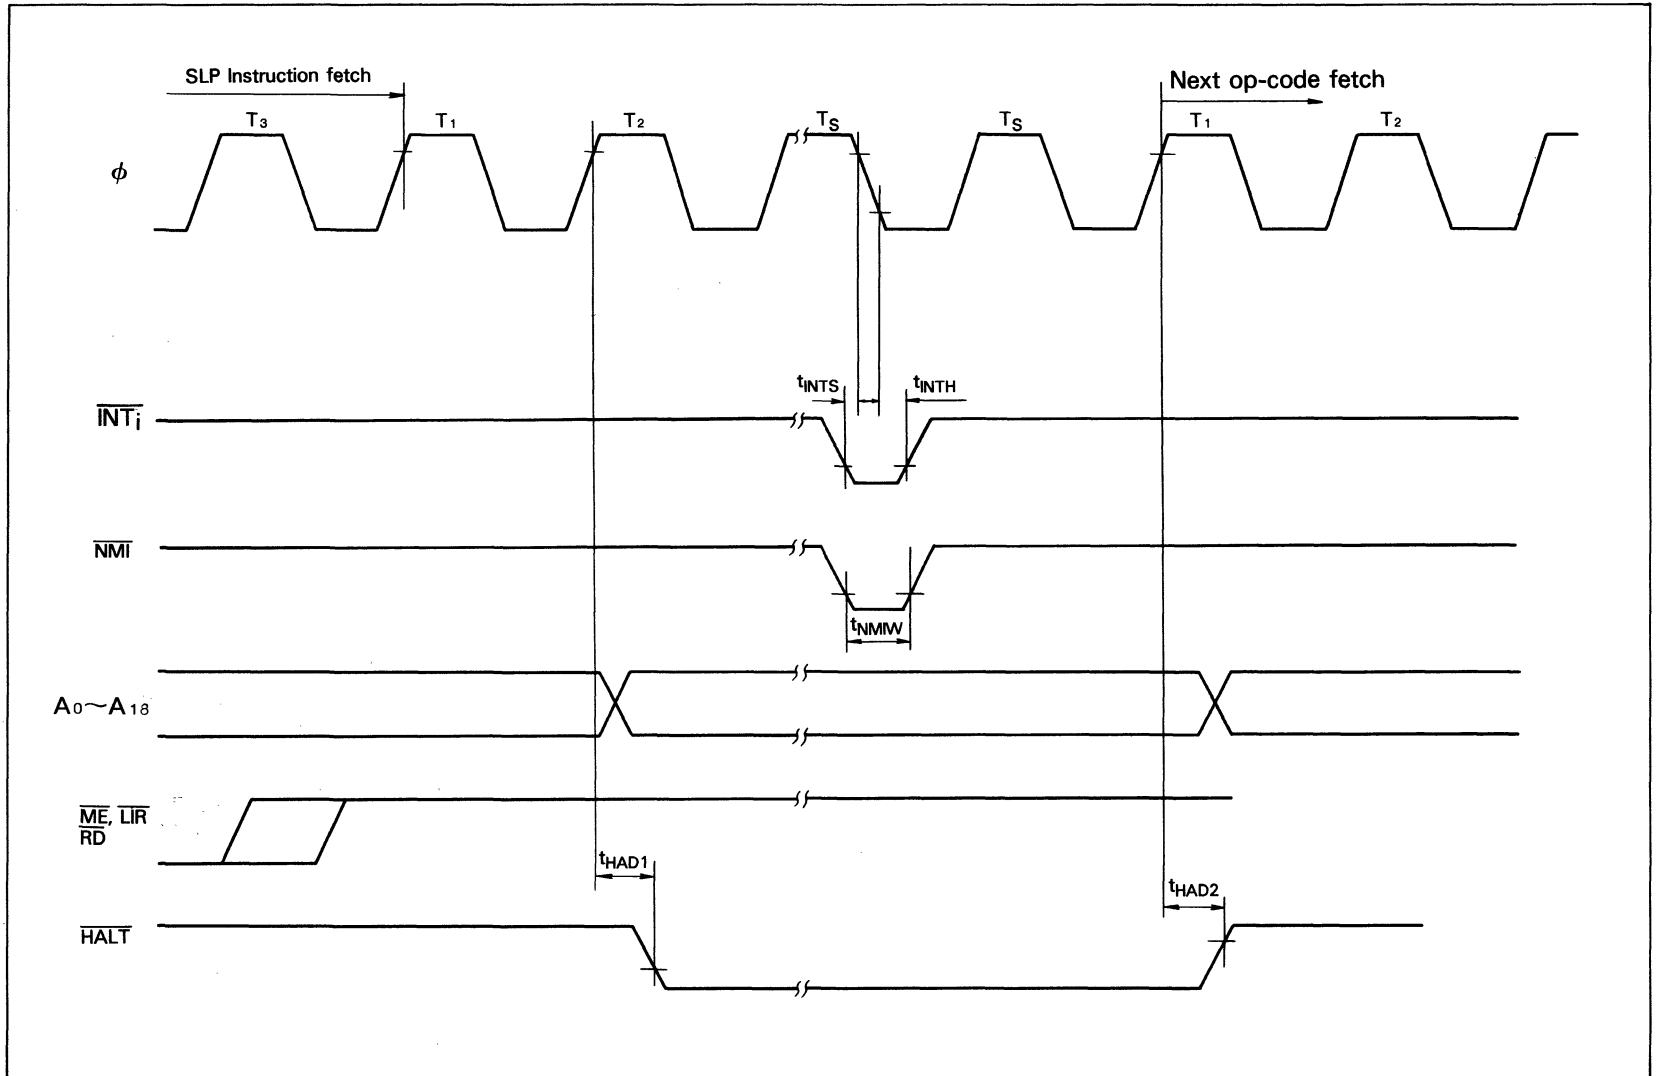 SLP Instruction fetch
Next op-code fetch
T3 T1 T2 TS TS T1 T2
ϕ
tINTS tINTH
INTi
NMI
tNMIW
A0~A18
ME, LIR
RD
tHAD1
tHAD2
HALT